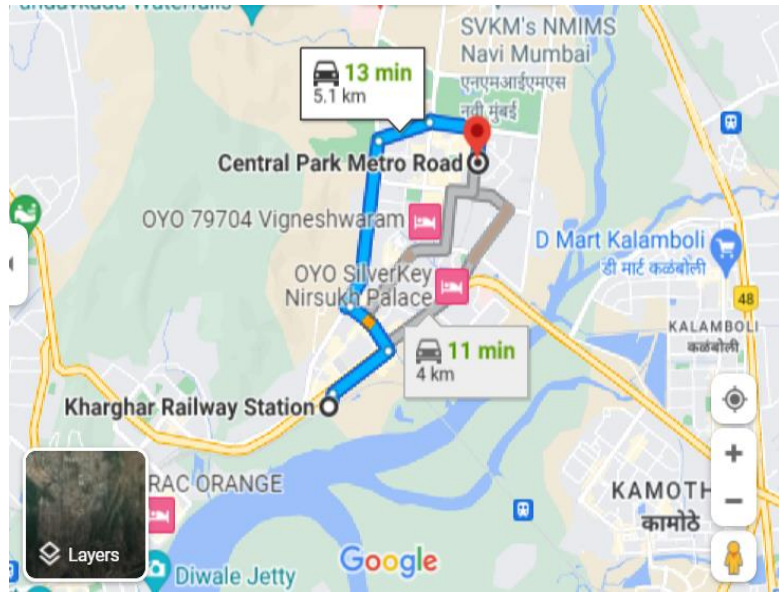 SVKM's NMIMS
Navi Mumbai
एनएमआईएमएस
नवी मुंबई
13 min
5.1 km
Central Park Metro Road
OYO 79704 Vigneshwaram
D Mart Kalamboli
डी मार्ट कळंबोली
OYO SilverKey
Nirsukh Palace
48
KALAMBOLI
कळंबोली
11 min
4 km
Kharghar Railway Station
RAC ORANGE
KAMOTH
कामोठे
Layers
Google
Diwale Jetty